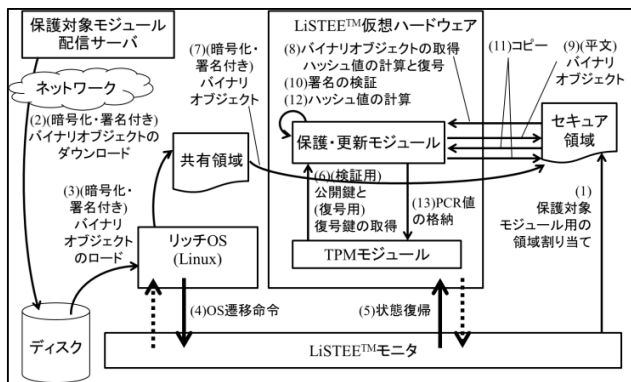 保護対象モジュール
配信サーバ
ネットワーク
(2)(暗号化・署名付き)
バイナリオブジェクトの
ダウンロード
(3)(暗号化・
署名付き)
バイナリ
オブジェクト
のロード
ディスク
(7)(暗号化・
署名付き)
バイナリ
オブジェクト
共有領域
リッチOS
(Linux)
(4)OS遷移命令
LiSTEE™仮想ハードウェア
(8)バイナリオブジェクトの取得
ハッシュ値の計算と復号
(10)署名の検証
(12)ハッシュ値の計算
保護・更新モジュール
(6)(検証用)
公開鍵と
(復号用)
復号鍵の取得
(13)PCR値
の格納
TPMモジュール
(5)状態復帰
(11)コピー
(9)(平文)
バイナリ
オブジェクト
セキュア
領域
(1)
保護対象
モジュール用の
領域割り当て
LiSTEE™モニタ